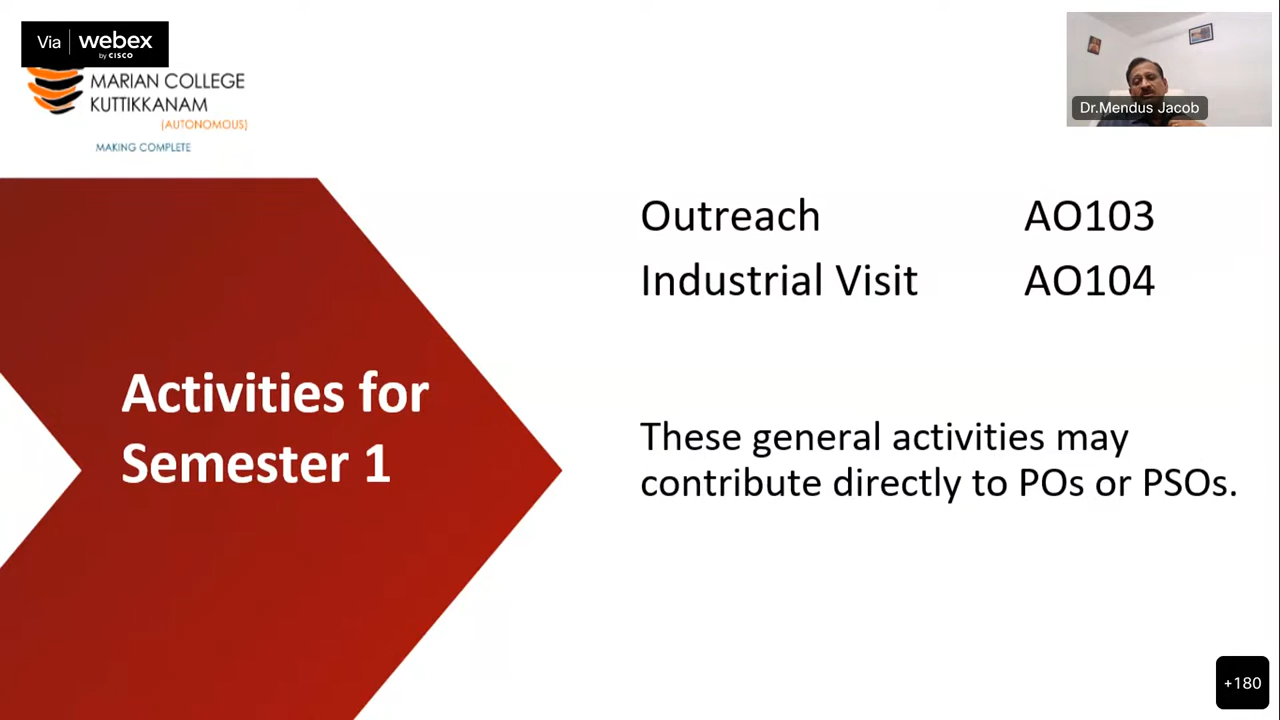 Via webex
by CISCO
MARIAN COLLEGE
KUTTIKKANAM
(AUTONOMOUS)
MAKING COMPLETE
Dr.Mendus Jacob
Outreach AO103
Industrial Visit AO104
Activities for
Semester 1
These general activities may
contribute directly to POs or PSOs.
+180